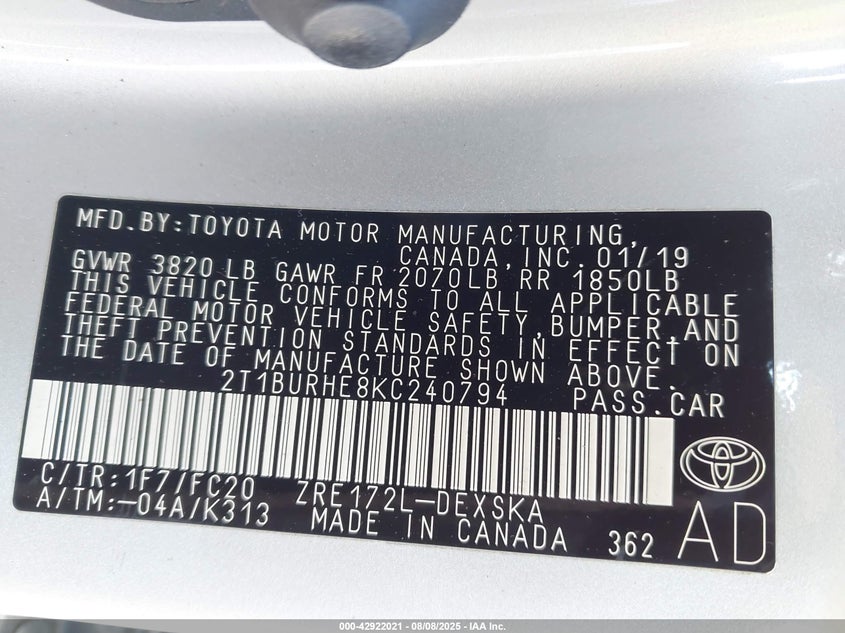 MFD.BY:TOYOTA MOTOR MANUFACTURING,
CANADA,INC. 01/19
GVWR 3820 LB GAWR FR 2070LB RR 1850LB
THIS VEHICLE CONFORMS TO ALL APPLICABLE
FEDERAL MOTOR VEHICLE SAFETY,BUMPER,AND
THEFT PREVENTION STANDARDS IN EFFECT ON
THE DATE OF MANUFACTURE SHOWN ABOVE.
2T1BURHE8KC240794 PASS.CAR
C/TR:1F7/FC20 ZRE172L-DEXSKA
A/TM:-04A/K313 MADE IN CANADA 362 AD
000-42922021 - 08/08/2025 - IAA Inc.